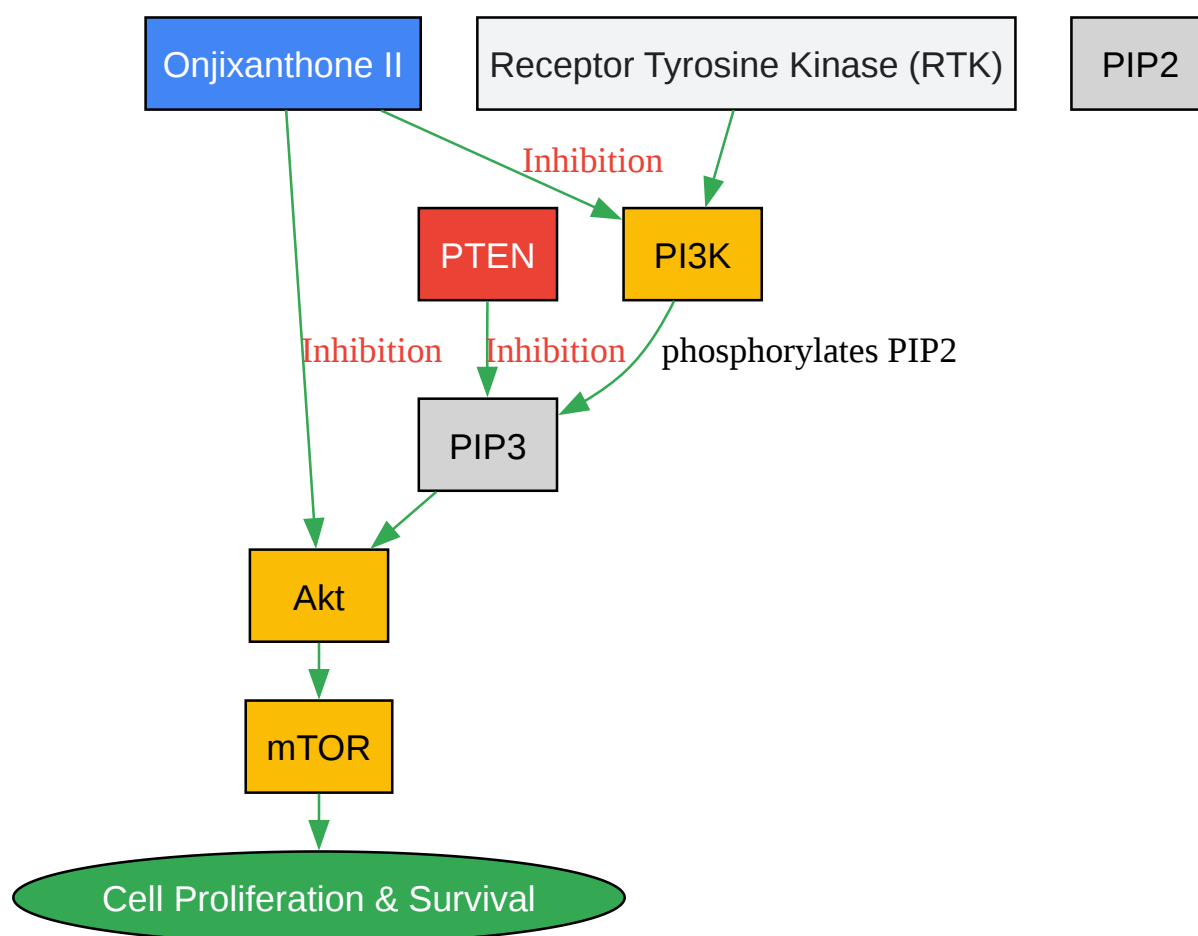 Onjixanthone II
Receptor Tyrosine Kinase (RTK)
PIP2
Inhibition
PTEN
PI3K
Inhibition
Inhibition
phosphorylates PIP2
PIP3
Akt
mTOR
Cell Proliferation & Survival